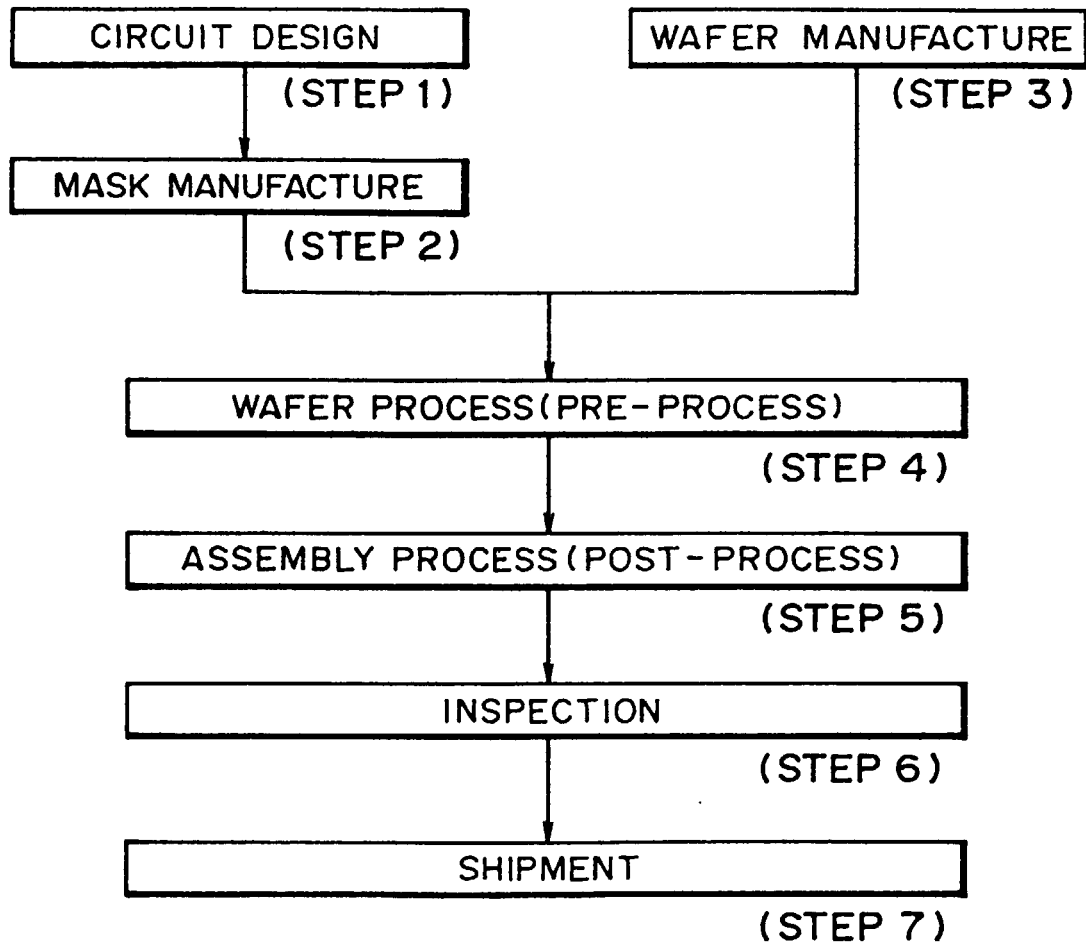 CIRCUIT DESIGN
(STEP 1)
MASK MANUFACTURE
(STEP 2)
WAFER MANUFACTURE
(STEP 3)
WAFER PROCESS(PRE-PROCESS)
(STEP 4)
ASSEMBLY PROCESS(POST-PROCESS)
(STEP 5)
INSPECTION
(STEP 6)
SHIPMENT
(STEP 7)